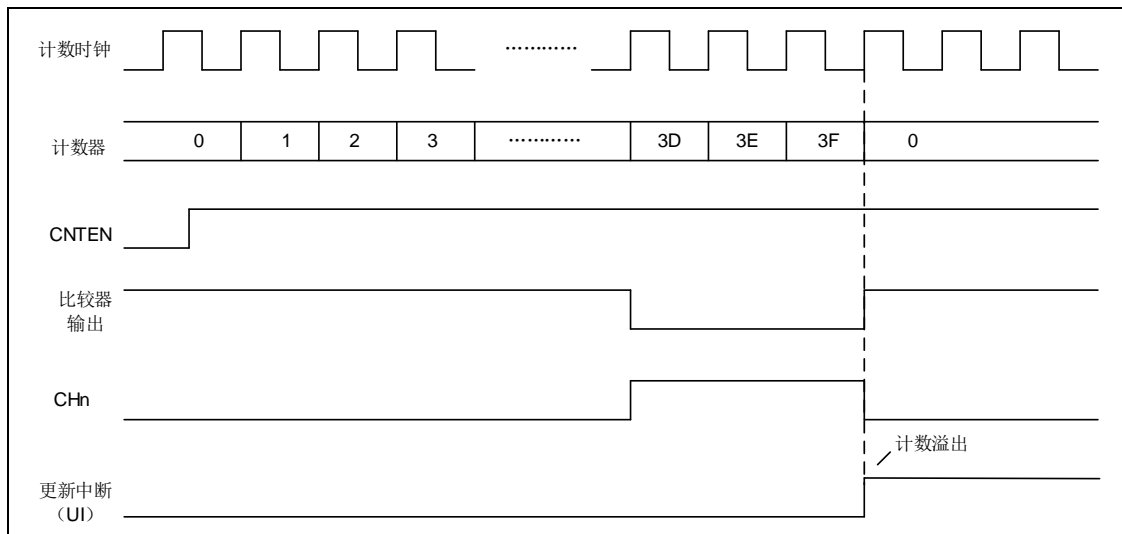 计数时钟
…………
计数器 0 1 2 3 ………… 3D 3E 3F 0
CNTEN
比较器
输出
CHn
计数溢出
更新中断
（UI）